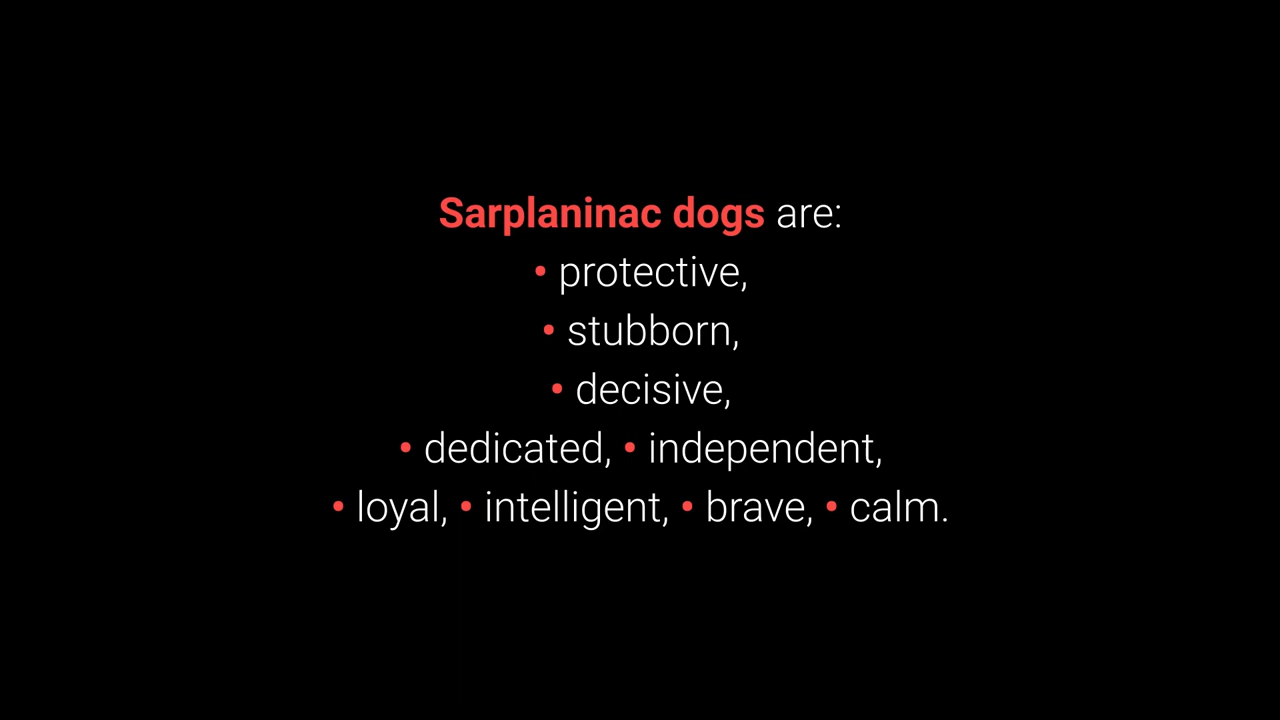 Sarplaninac dogs are:
• protective,
• stubborn,
• decisive,
• dedicated, • independent,
• loyal, • intelligent, • brave, • calm.